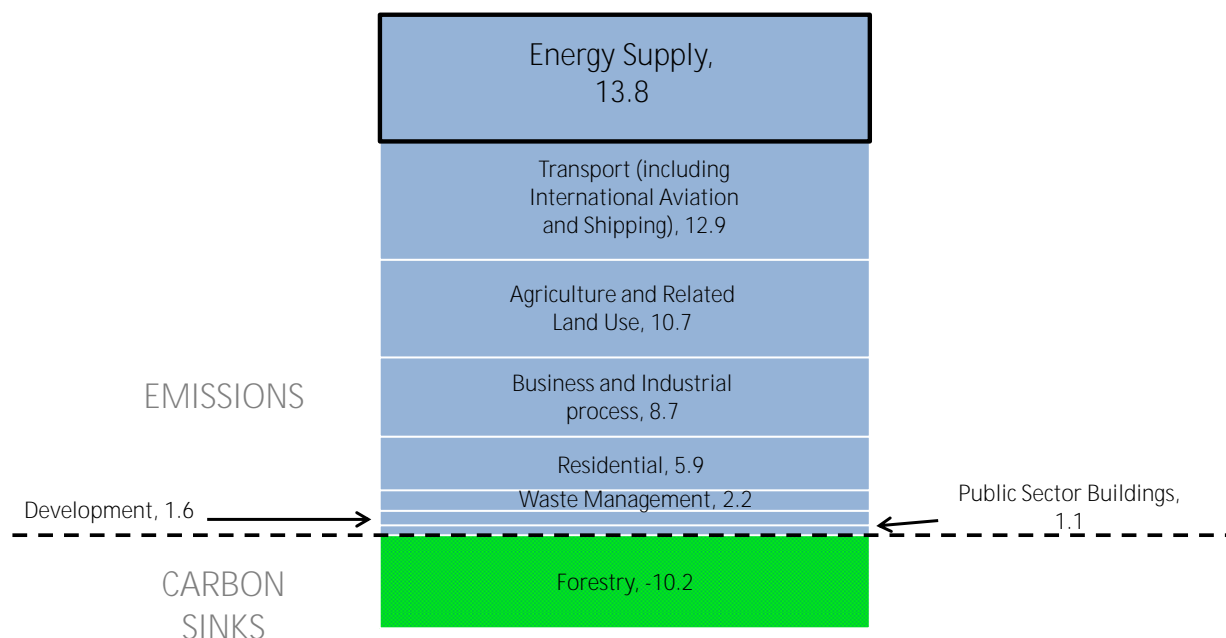 Energy Supply,
13.8
Transport (including
International Aviation
and Shipping), 12.9
Agriculture and Related
Land Use, 10.7
EMISSIONS
Business and Industrial
process, 8.7
Residential, 5.9
Waste Management, 2.2
Development, 1.6
Public Sector Buildings,
1.1
Forestry, -10.2
CARBON
SINKS